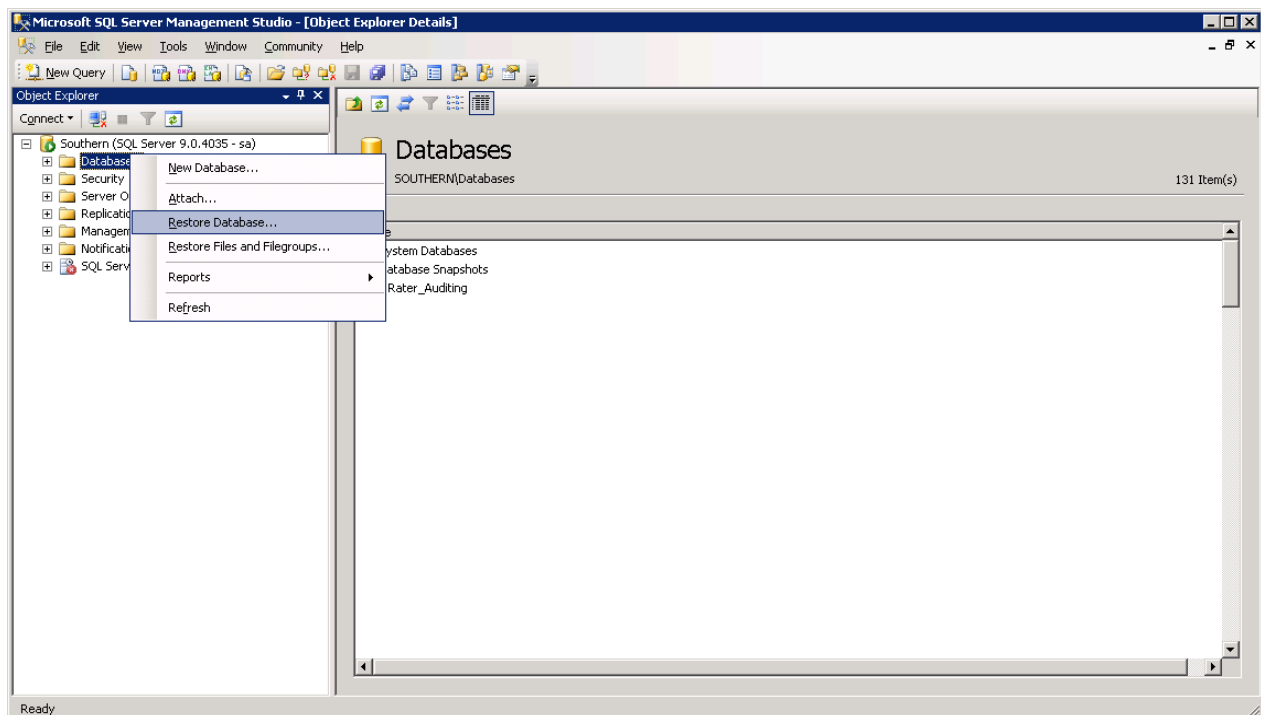 Microsoft SQL Server Management Studio - [Object Explorer Details]
File Edit View Tools Window Community Help
New Query
Object Explorer
Connect
Southern (SQL Server 9.0.4035 - sa)
Database
Security
Server O
Replicatio
Managem
Notificati
SQL Serv
New Database...
Attach...
Restore Database...
Restore Files and Filegroups...
Reports
Refresh
Databases
SOUTHERN\Databases
131 Item(s)
ystem Databases
atabase Snapshots
Rater_Auditing
Ready